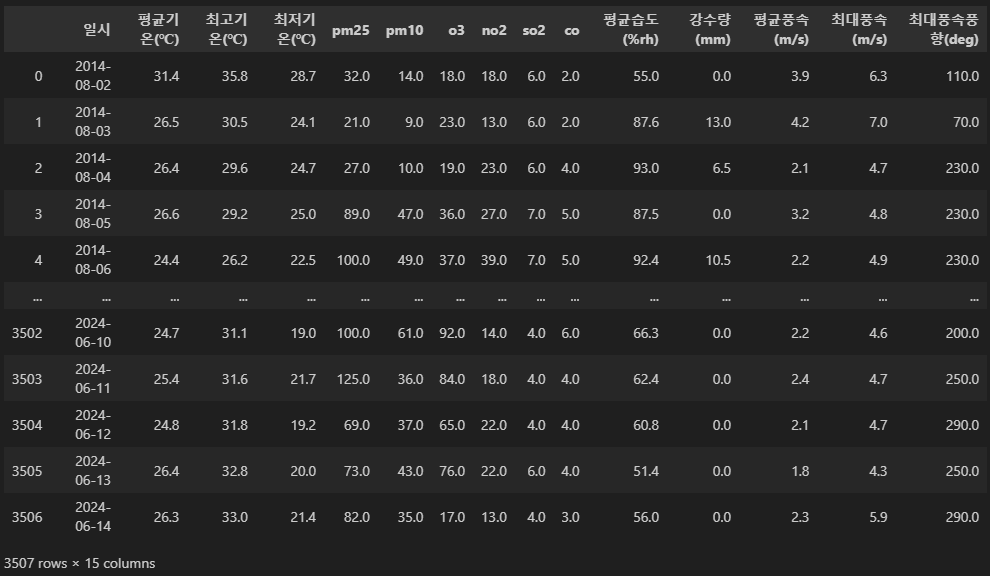 일시 평균기온(℃) 최고기온(℃) 최저기온(℃) pm25 pm10 o3 no2 so2 co 평균습도(%rh) 강수량(mm) 평균풍속(m/s) 최대풍속(m/s) 최대풍속풍향(deg)
0 2014-08-02 31.4 35.8 28.7 32.0 14.0 18.0 18.0 6.0 2.0 55.0 0.0 3.9 6.3 110.0
1 2014-08-03 26.5 30.5 24.1 21.0 9.0 23.0 13.0 6.0 2.0 87.6 13.0 4.2 7.0 70.0
2 2014-08-04 26.4 29.6 24.7 27.0 10.0 19.0 23.0 6.0 4.0 93.0 6.5 2.1 4.7 230.0
3 2014-08-05 26.6 29.2 25.0 89.0 47.0 36.0 27.0 7.0 5.0 87.5 0.0 3.2 4.8 230.0
4 2014-08-06 24.4 26.2 22.5 100.0 49.0 37.0 39.0 7.0 5.0 92.4 10.5 2.2 4.9 230.0
... ... ... ... ... ... ... ... ... ... ... ... ... ... ... ...
3502 2024-06-10 24.7 31.1 19.0 100.0 61.0 92.0 14.0 4.0 6.0 66.3 0.0 2.2 4.6 200.0
3503 2024-06-11 25.4 31.6 21.7 125.0 36.0 84.0 18.0 4.0 4.0 62.4 0.0 2.4 4.7 250.0
3504 2024-06-12 24.8 31.8 19.2 69.0 37.0 65.0 22.0 4.0 4.0 60.8 0.0 2.1 4.7 290.0
3505 2024-06-13 26.4 32.8 20.0 73.0 43.0 76.0 22.0 6.0 4.0 51.4 0.0 1.8 4.3 250.0
3506 2024-06-14 26.3 33.0 21.4 82.0 35.0 17.0 13.0 4.0 3.0 56.0 0.0 2.3 5.9 290.0
3507 rows × 15 columns